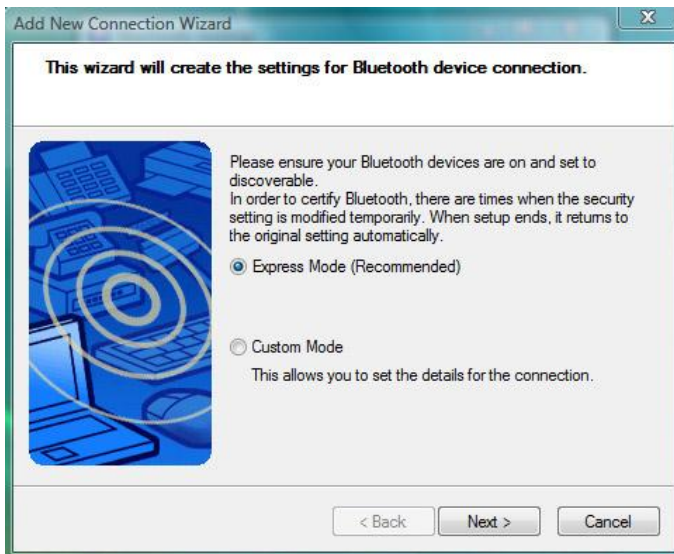 Add New Connection Wizard
This wizard will create the settings for Bluetooth device connection.
Please ensure your Bluetooth devices are on and set to
discoverable.
In order to certify Bluetooth, there are times when the security
setting is modified temporarily. When setup ends, it returns to
the original setting automatically.
Express Mode (Recommended)
Custom Mode
This allows you to set the details for the connection.
< Back Next > Cancel